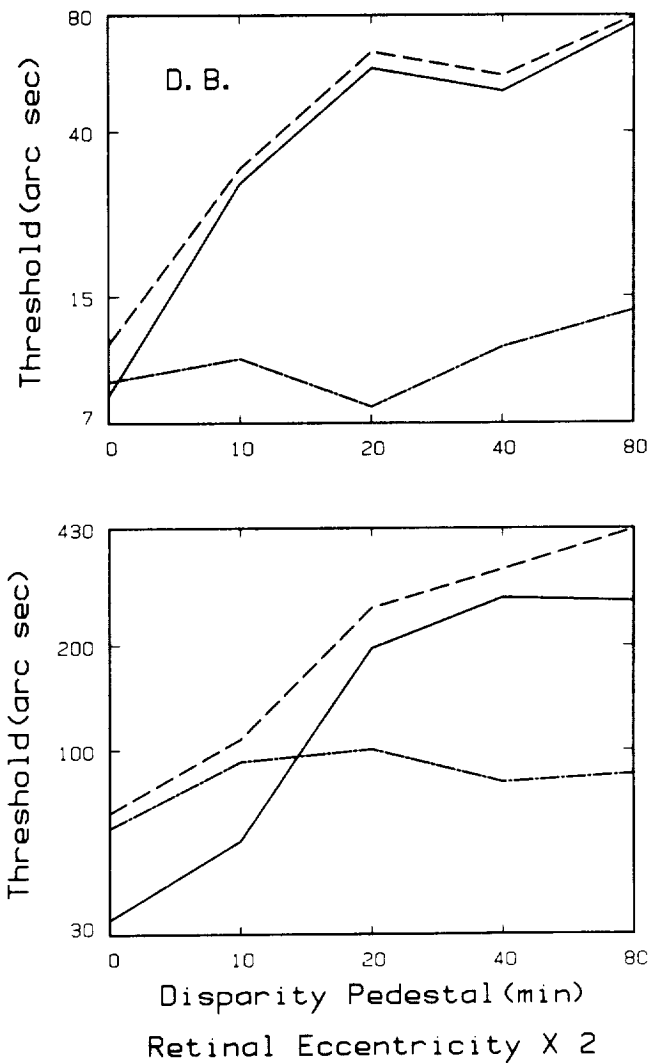 80
D. B.
40
15
7
Threshold (arc sec)
0 10 20 40 80
430
200
100
30
Threshold (arc sec)
0 10 20 40 80
Disparity Pedestal (min)
Retinal Eccentricity X 2